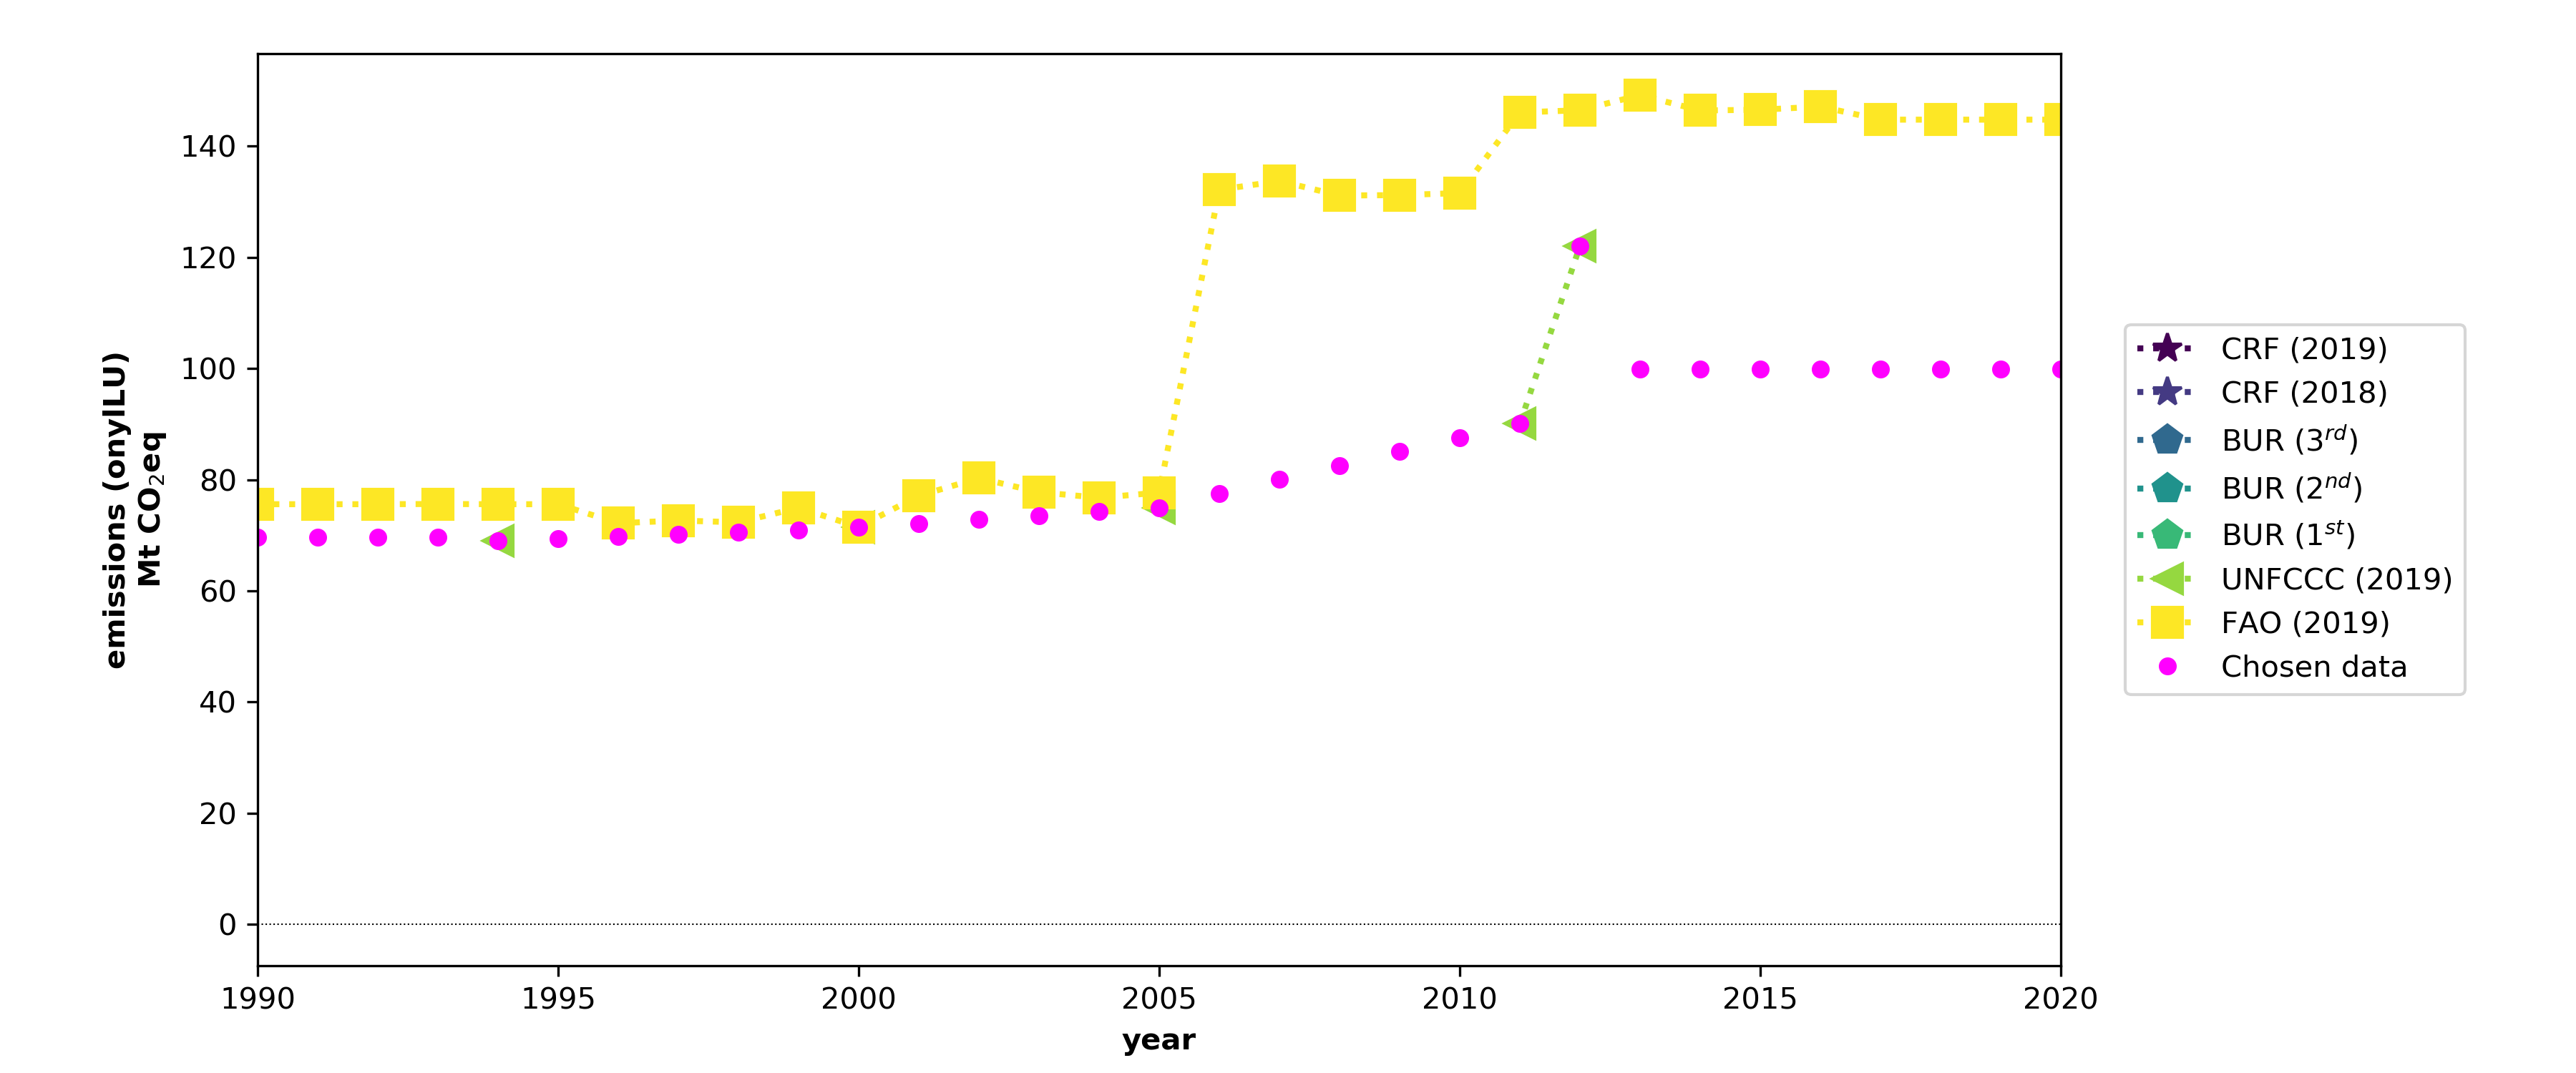 emissions (onylLU)
Mt CO₂eq
140
120
100
80
60
40
20
0
1990 1995 2000 2005 2010 2015 2020
year
CRF (2019)
CRF (2018)
BUR (3ʳᵈ)
BUR (2ⁿᵈ)
BUR (1ˢᵗ)
UNFCCC (2019)
FAO (2019)
Chosen data